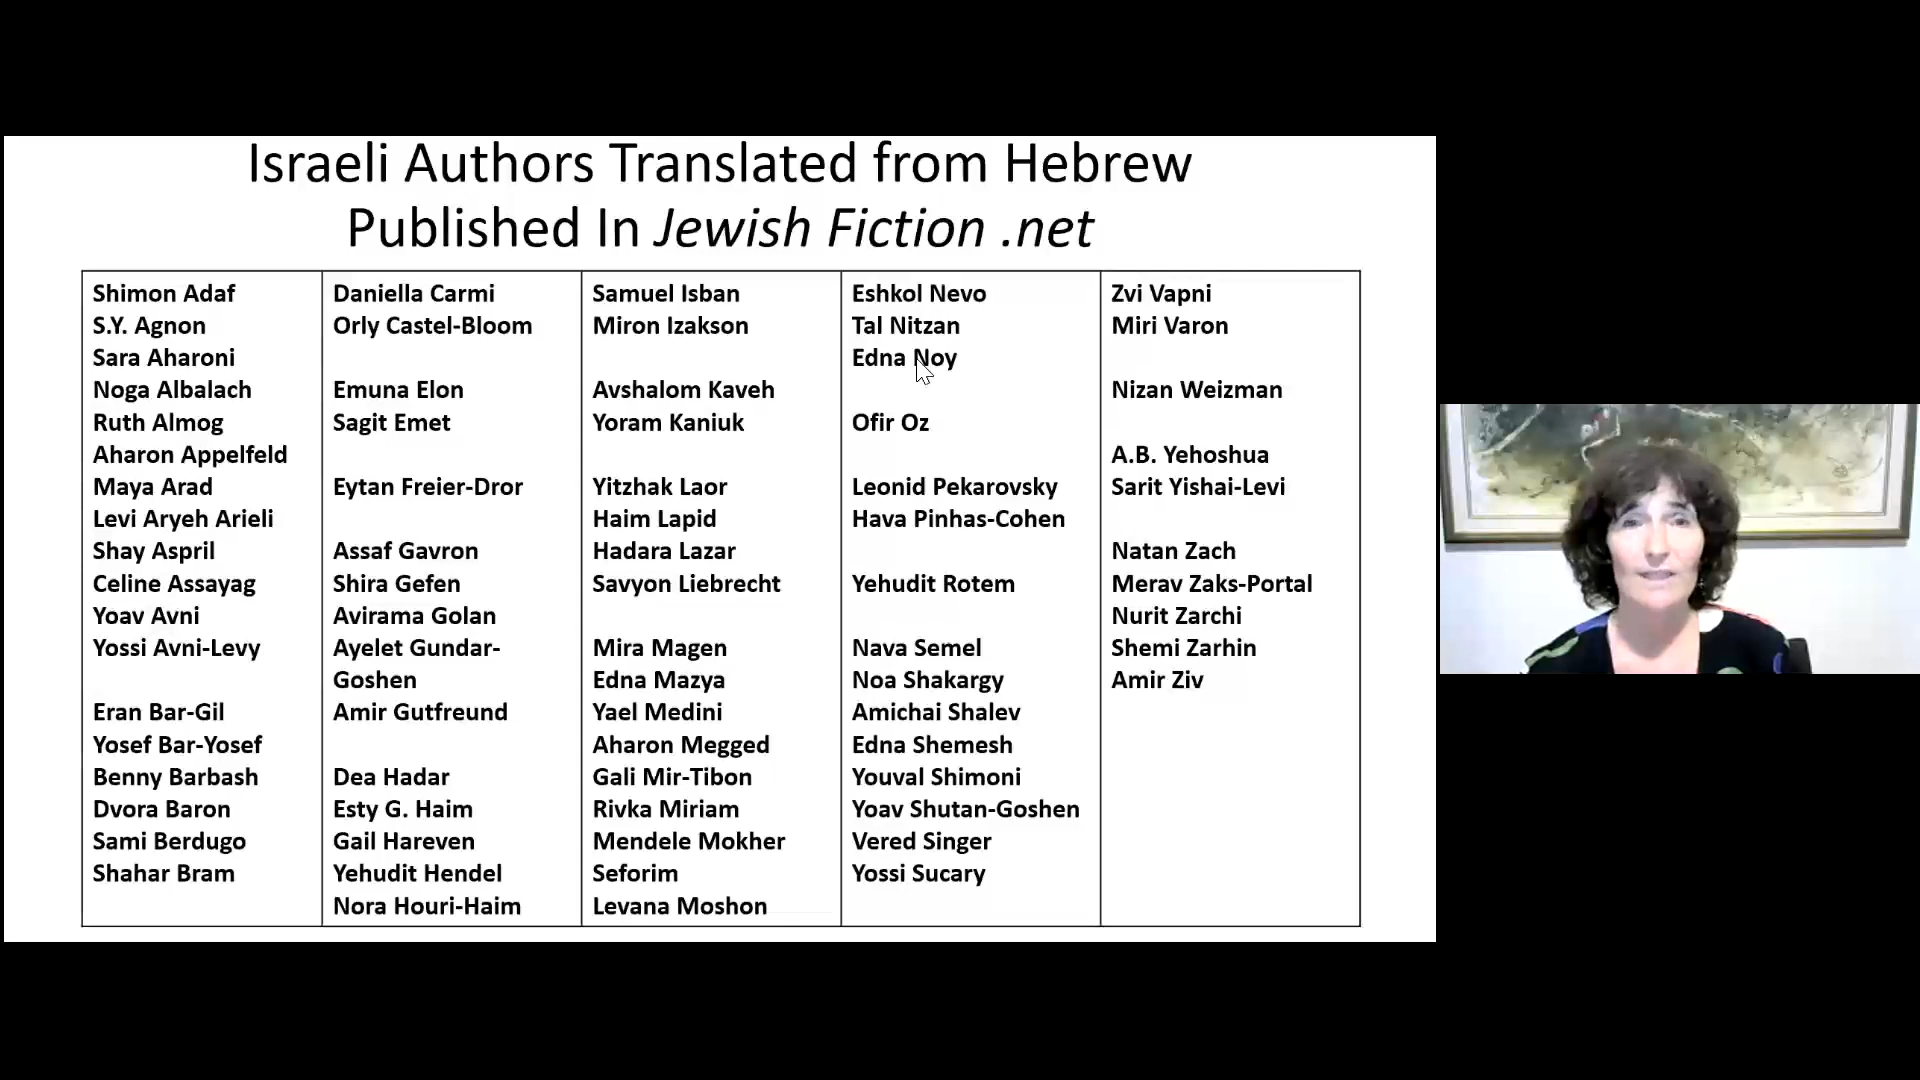 Israeli Authors Translated from Hebrew
Published In Jewish Fiction .net
Shimon Adaf
S.Y. Agnon
Sara Aharoni
Noga Albalach
Ruth Almog
Aharon Appelfeld
Maya Arad
Levi Aryeh Arieli
Shay Aspril
Celine Assayag
Yoav Avni
Yossi Avni-Levy
Eran Bar-Gil
Yosef Bar-Yosef
Benny Barbash
Dvora Baron
Sami Berdugo
Shahar Bram
Daniella Carmi
Orly Castel-Bloom
Emuna Elon
Sagit Emet
Eytan Freier-Dror
Assaf Gavron
Shira Gefen
Avirama Golan
Ayelet Gundar-
Goshen
Amir Gutfreund
Dea Hadar
Esty G. Haim
Gail Hareven
Yehudit Hendel
Nora Houri-Haim
Samuel Isban
Miron Izakson
Avshalom Kaveh
Yoram Kaniuk
Yitzhak Laor
Haim Lapid
Hadara Lazar
Savyon Liebrecht
Mira Magen
Edna Mazya
Yael Medini
Aharon Megged
Gali Mir-Tibon
Rivka Miriam
Mendele Mokher
Seforim
Levana Moshon
Eshkol Nevo
Tal Nitzan
Edna Noy
Ofir Oz
Leonid Pekarovsky
Hava Pinhas-Cohen
Yehudit Rotem
Nava Semel
Noa Shakargy
Amichai Shalev
Edna Shemesh
Youval Shimoni
Yoav Shutan-Goshen
Vered Singer
Yossi Sucary
Zvi Vapni
Miri Varon
Nizan Weizman
A.B. Yehoshua
Sarit Yishai-Levi
Natan Zach
Merav Zaks-Portal
Nurit Zarchi
Shemi Zarhin
Amir Ziv